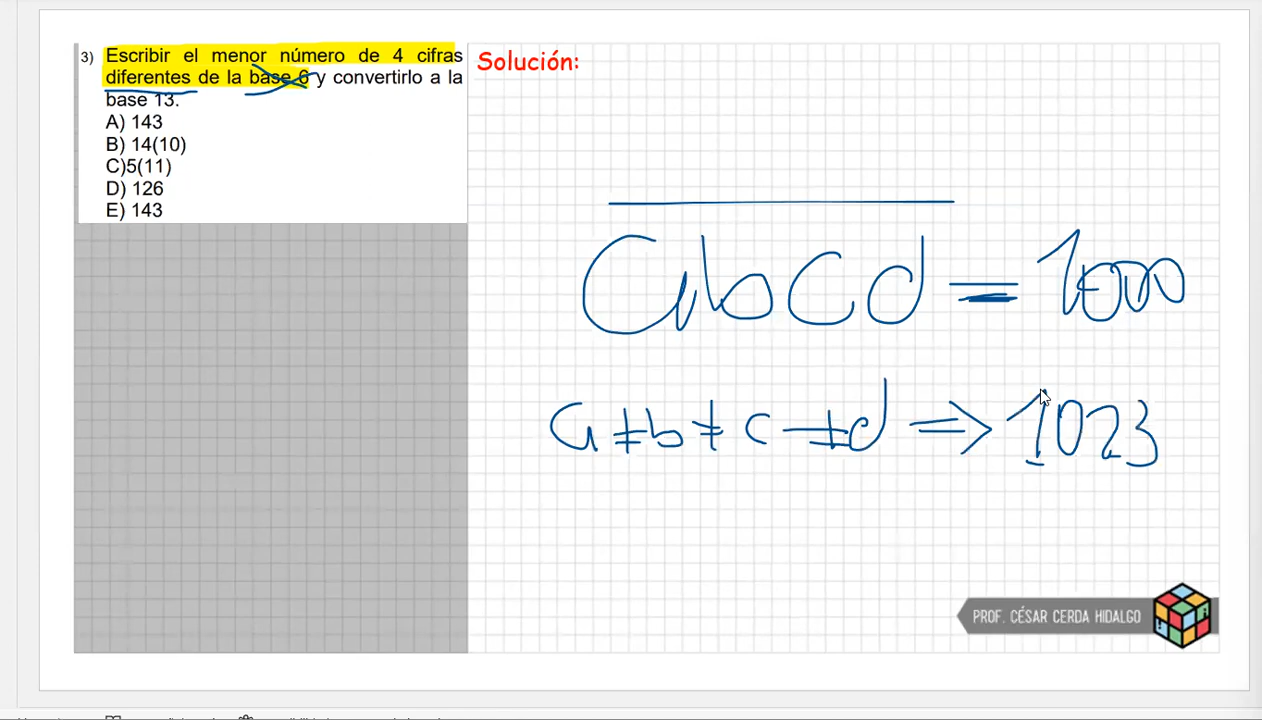 3) Escribir el menor número de 4 cifras
diferentes de la base 6 y convertirlo a la
base 13.
A) 143
B) 14(10)
C)5(11)
D) 126
E) 143
Solución:
abcd = 1000
a ≠ b ≠ c ≠ d => 1023
PROF. CÉSAR CERDA HIDALGO